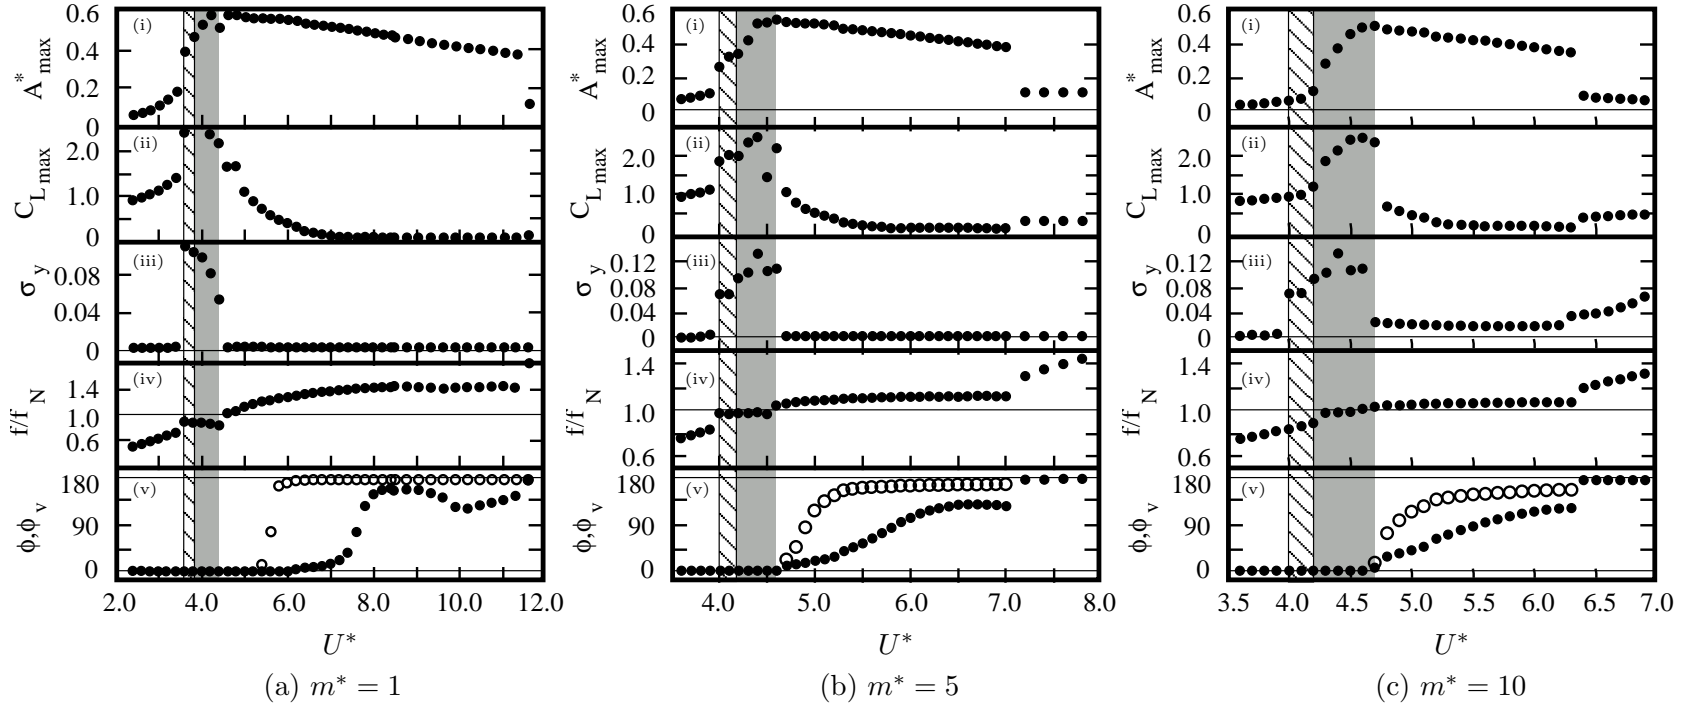 0.6 (i) 0.6 (i) 0.6 (i)
A*max 0.4 A*max 0.4 A*max 0.4
0.2 0.2 0.2
0 0 0
(ii) (ii) (ii)
CL max 2.0 CL max 2.0 CL max 2.0
1.0 1.0 1.0
0 0 0
(iii) (iii) (iii)
σy 0.08 σy 0.12 σy 0.12
0.04 0.08 0.08
0 0.04 0.04
0 0
(iv) 1.4 (iv) 1.4 (iv) 1.4
f/fN 1.0 f/fN 1.0 f/fN 1.0
0.6 0.6 0.6
(v) 180 (v) 180 (v) 180
ϕ,ϕv 90 ϕ,ϕv 90 ϕ,ϕv 90
0 0 0
2.0 4.0 6.0 8.0 10.0 12.0 4.0 5.0 6.0 7.0 8.0 3.5 4.0 4.5 5.0 5.5 6.0 6.5 7.0
U* U* U*
(a) m* = 1 (b) m* = 5 (c) m* = 10